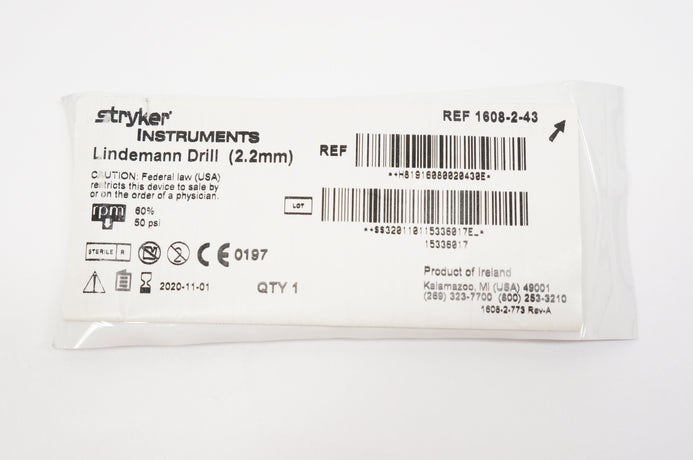 stryker
INSTRUMENTS
REF 1608-2-43
Lindemann Drill (2.2mm)
REF
CAUTION: Federal law (USA)
restricts this device to sale by
or on the order of a physician.
rpm
60%
50 psi
LOT
15336017
STERILE R
CE 0197
2020-11-01
QTY 1
Product of Ireland
Kalamazoo, MI (USA) 49001
(269) 323-7700 (800) 253-3210
1608-2-773 Rev-A